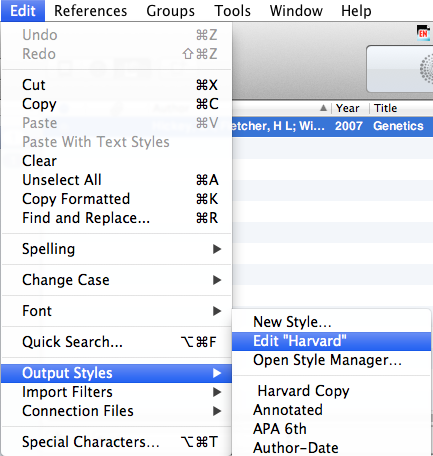 Edit References Groups Tools Window Help
Undo ⌘Z
Redo ⇧⌘Z
EN
Cut ⌘X
Copy ⌘C
Year Title
Paste ⌘V
etcher, H L; Wi... 2007 Genetics
Paste With Text Styles
Clear
Unselect All ⌘A
Copy Formatted ⌘K
Find and Replace... ⌘R
Spelling
Change Case
Font
New Style...
Quick Search... ⌥⌘F
Edit "Harvard"
Open Style Manager...
Output Styles
Import Filters
Harvard Copy
Connection Files
Annotated
APA 6th
Special Characters... ⌥⌘T
Author-Date